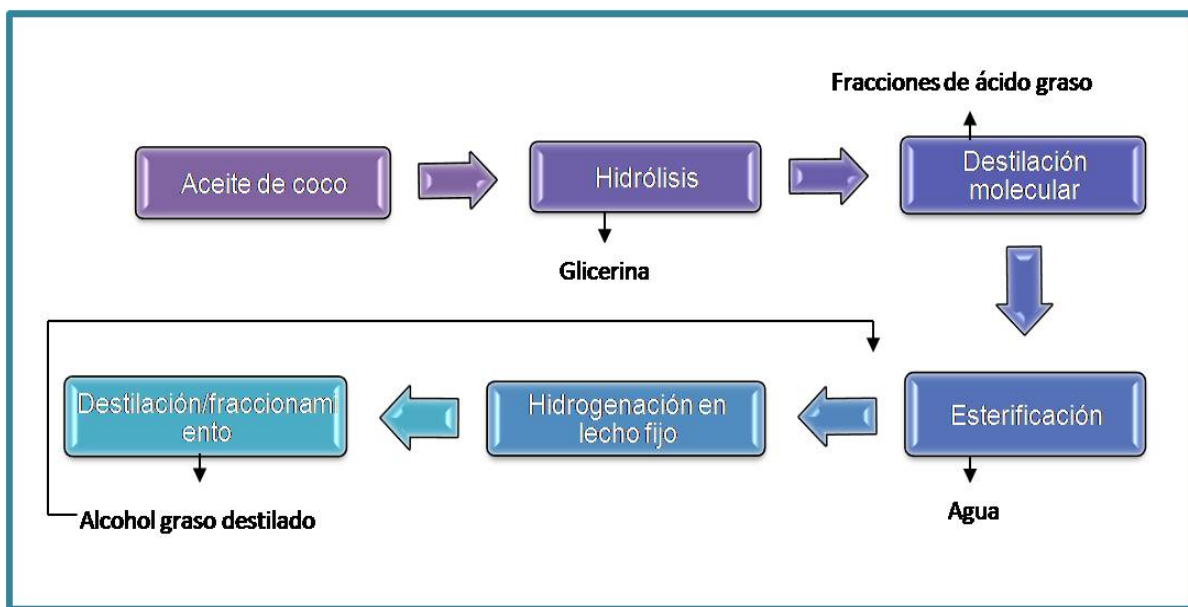 Fracciones de ácido graso
Aceite de coco
Hidrólisis
Destilación
molecular
Glicerina
Destilación/fraccionami
ento
Hidrogenación en
lecho fijo
Esterificación
Alcohol graso destilado
Agua